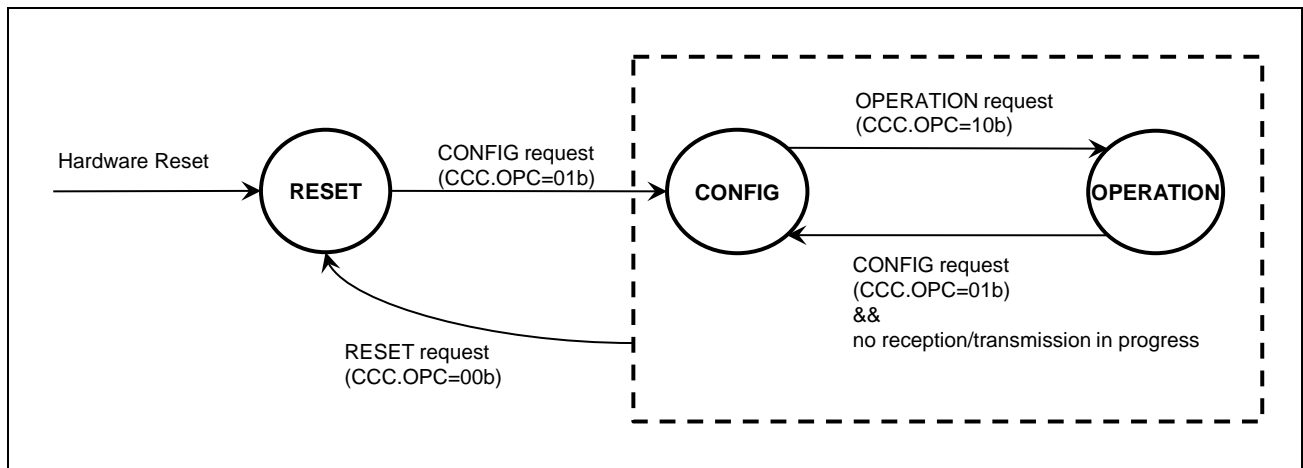 Hardware Reset
RESET
CONFIG request
(CCC.OPC=01b)
CONFIG
OPERATION request
(CCC.OPC=10b)
OPERATION
CONFIG request
(CCC.OPC=01b)
&&
no reception/transmission in progress
RESET request
(CCC.OPC=00b)